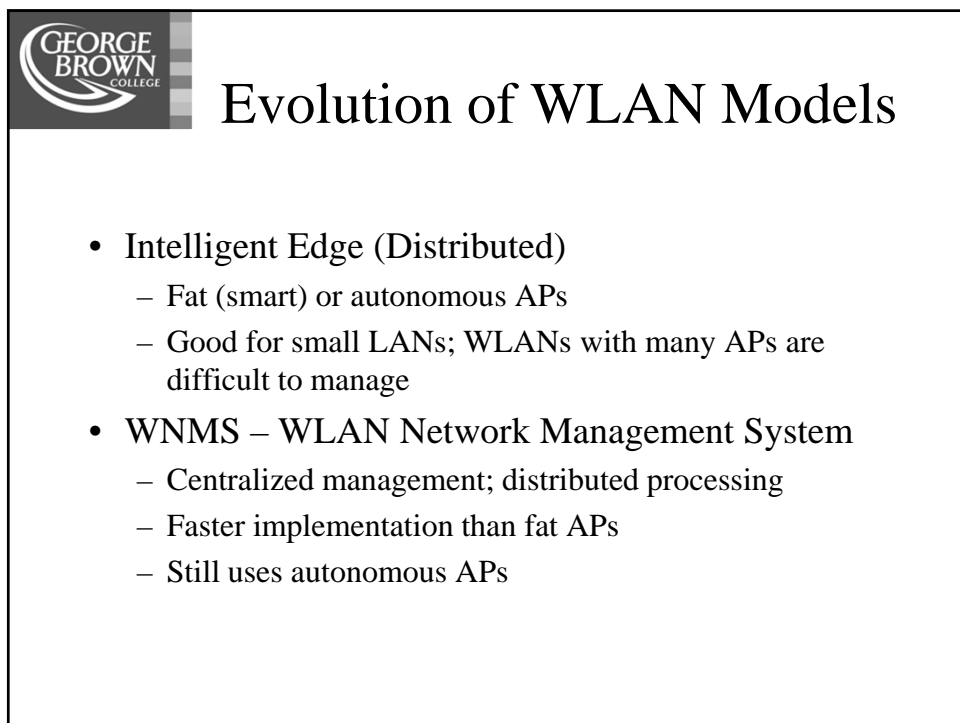 GEORGE
BROWN
COLLEGE
Evolution of WLAN Models
• Intelligent Edge (Distributed)
– Fat (smart) or autonomous APs
– Good for small LANs; WLANs with many APs are
difficult to manage
• WNMS – WLAN Network Management System
– Centralized management; distributed processing
– Faster implementation than fat APs
– Still uses autonomous APs